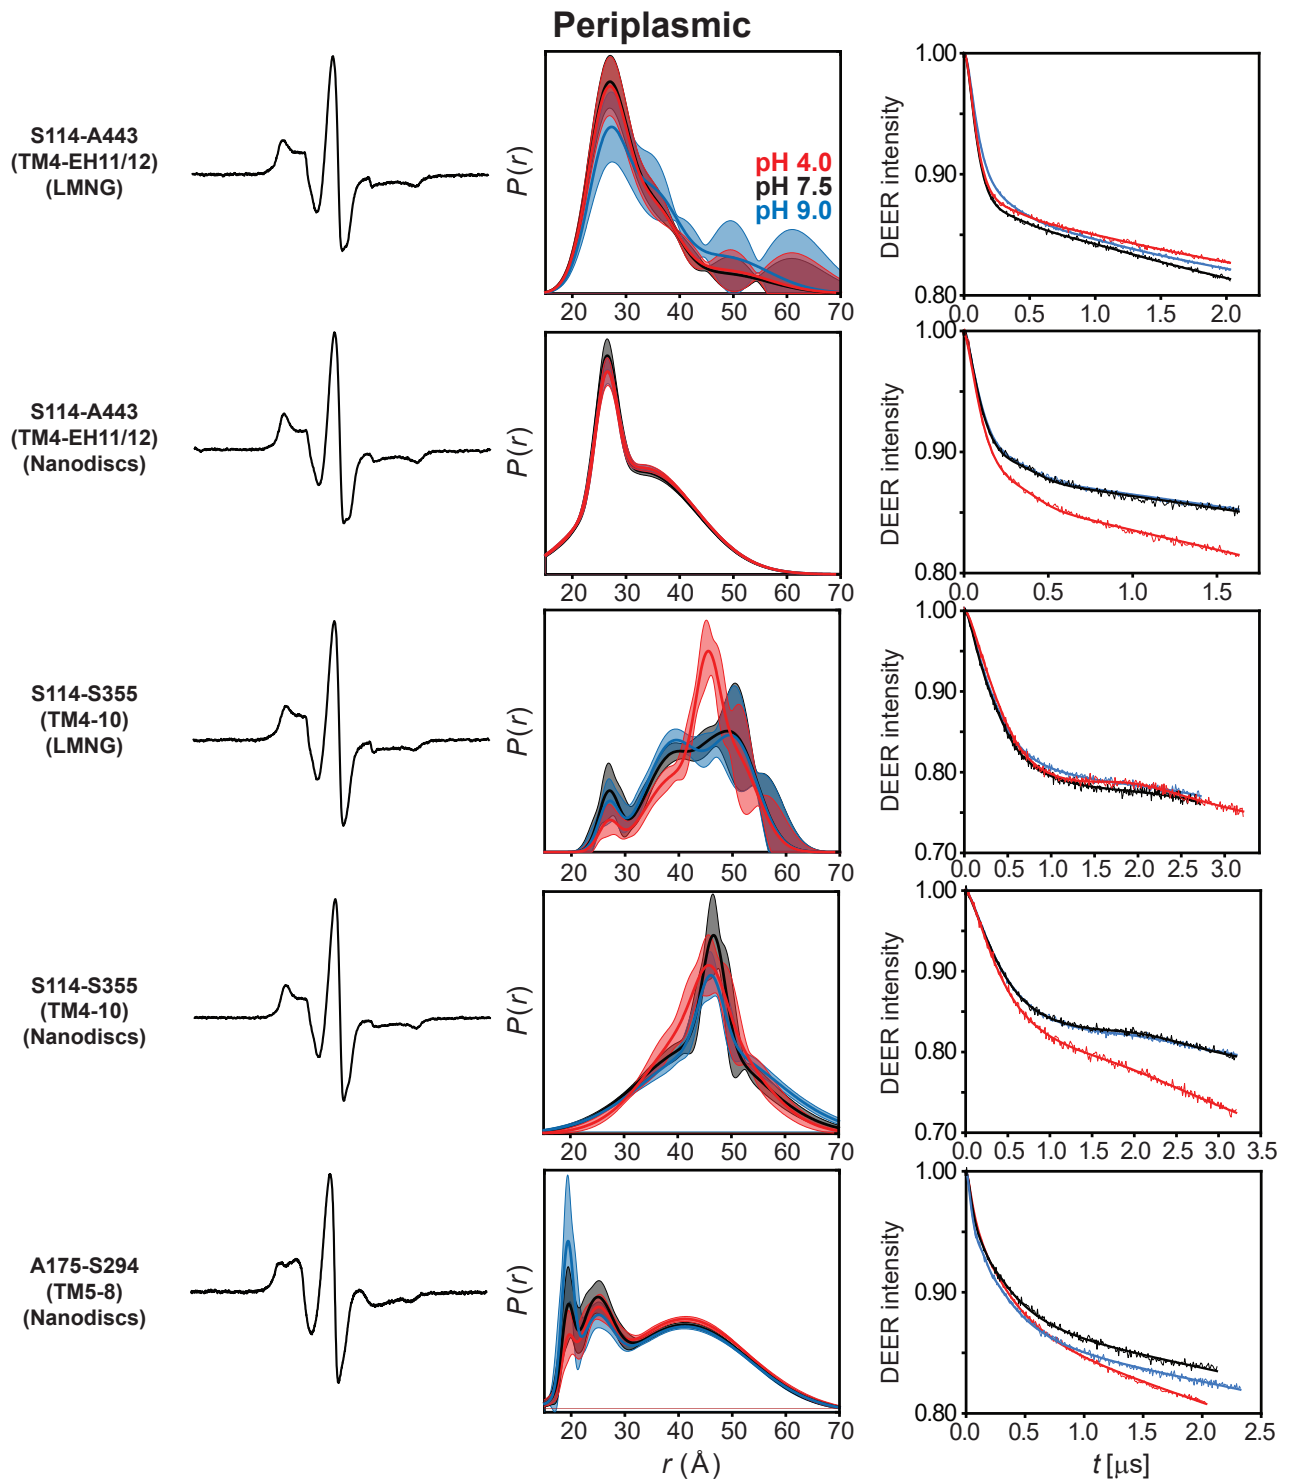 Periplasmic
S114-A443
(TM4-EH11/12)
(LMNG)
P(r)
pH 4.0
pH 7.5
pH 9.0
20 30 40 50 60 70
DEER intensity
1.00
0.90
0.80
0.0 0.5 1.0 1.5 2.0
S114-A443
(TM4-EH11/12)
(Nanodiscs)
P(r)
20 30 40 50 60 70
DEER intensity
1.00
0.90
0.80
0.0 0.5 1.0 1.5
S114-S355
(TM4-10)
(LMNG)
P(r)
20 30 40 50 60 70
DEER intensity
1.00
0.90
0.80
0.70
0.0 0.5 1.0 1.5 2.0 2.5 3.0
S114-S355
(TM4-10)
(Nanodiscs)
P(r)
20 30 40 50 60 70
DEER intensity
1.00
0.90
0.80
0.70
0.0 0.5 1.0 1.5 2.0 2.5 3.0 3.5
A175-S294
(TM5-8)
(Nanodiscs)
P(r)
20 30 40 50 60 70
r (Å)
DEER intensity
1.00
0.90
0.80
0.0 0.5 1.0 1.5 2.0 2.5
t [μs]